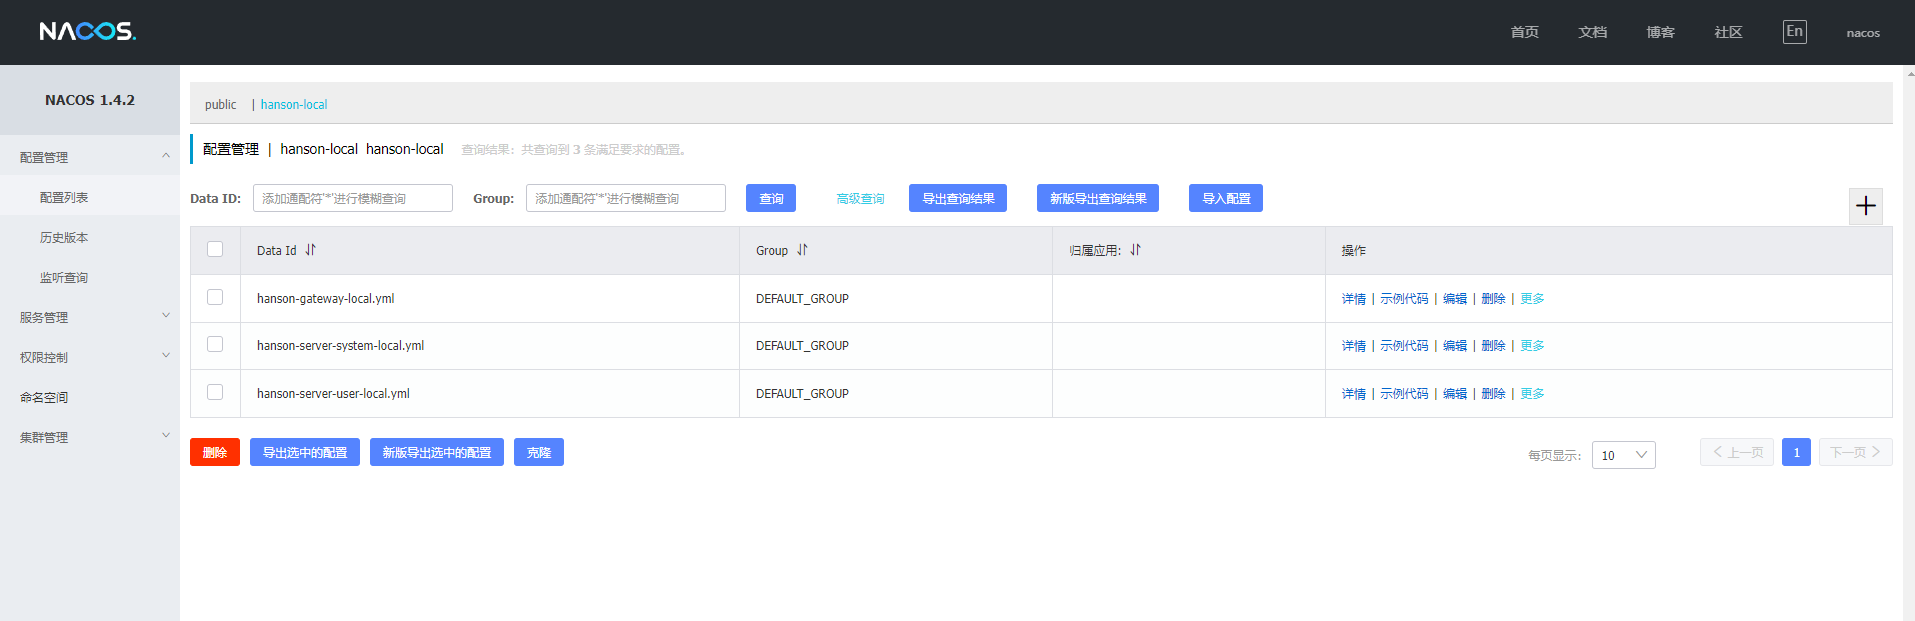 NACOS.
首页 文档 博客 社区 En nacos
NACOS 1.4.2
配置管理
配置列表
历史版本
监听查询
服务管理
权限控制
命名空间
集群管理
public | hanson-local
配置管理 | hanson-local hanson-local 查询结果：共查询到 3 条满足要求的配置。
Data ID: 添加通配符'*'进行模糊查询 Group: 添加通配符'*'进行模糊查询 查询 高级查询 导出查询结果 新版导出查询结果 导入配置
Data Id Group 归属应用: 操作
hanson-gateway-local.yml DEFAULT_GROUP 详情 | 示例代码 | 编辑 | 删除 | 更多
hanson-server-system-local.yml DEFAULT_GROUP 详情 | 示例代码 | 编辑 | 删除 | 更多
hanson-server-user-local.yml DEFAULT_GROUP 详情 | 示例代码 | 编辑 | 删除 | 更多
删除 导出选中的配置 新版导出选中的配置 克隆 每页显示: 10 上一页 1 下一页